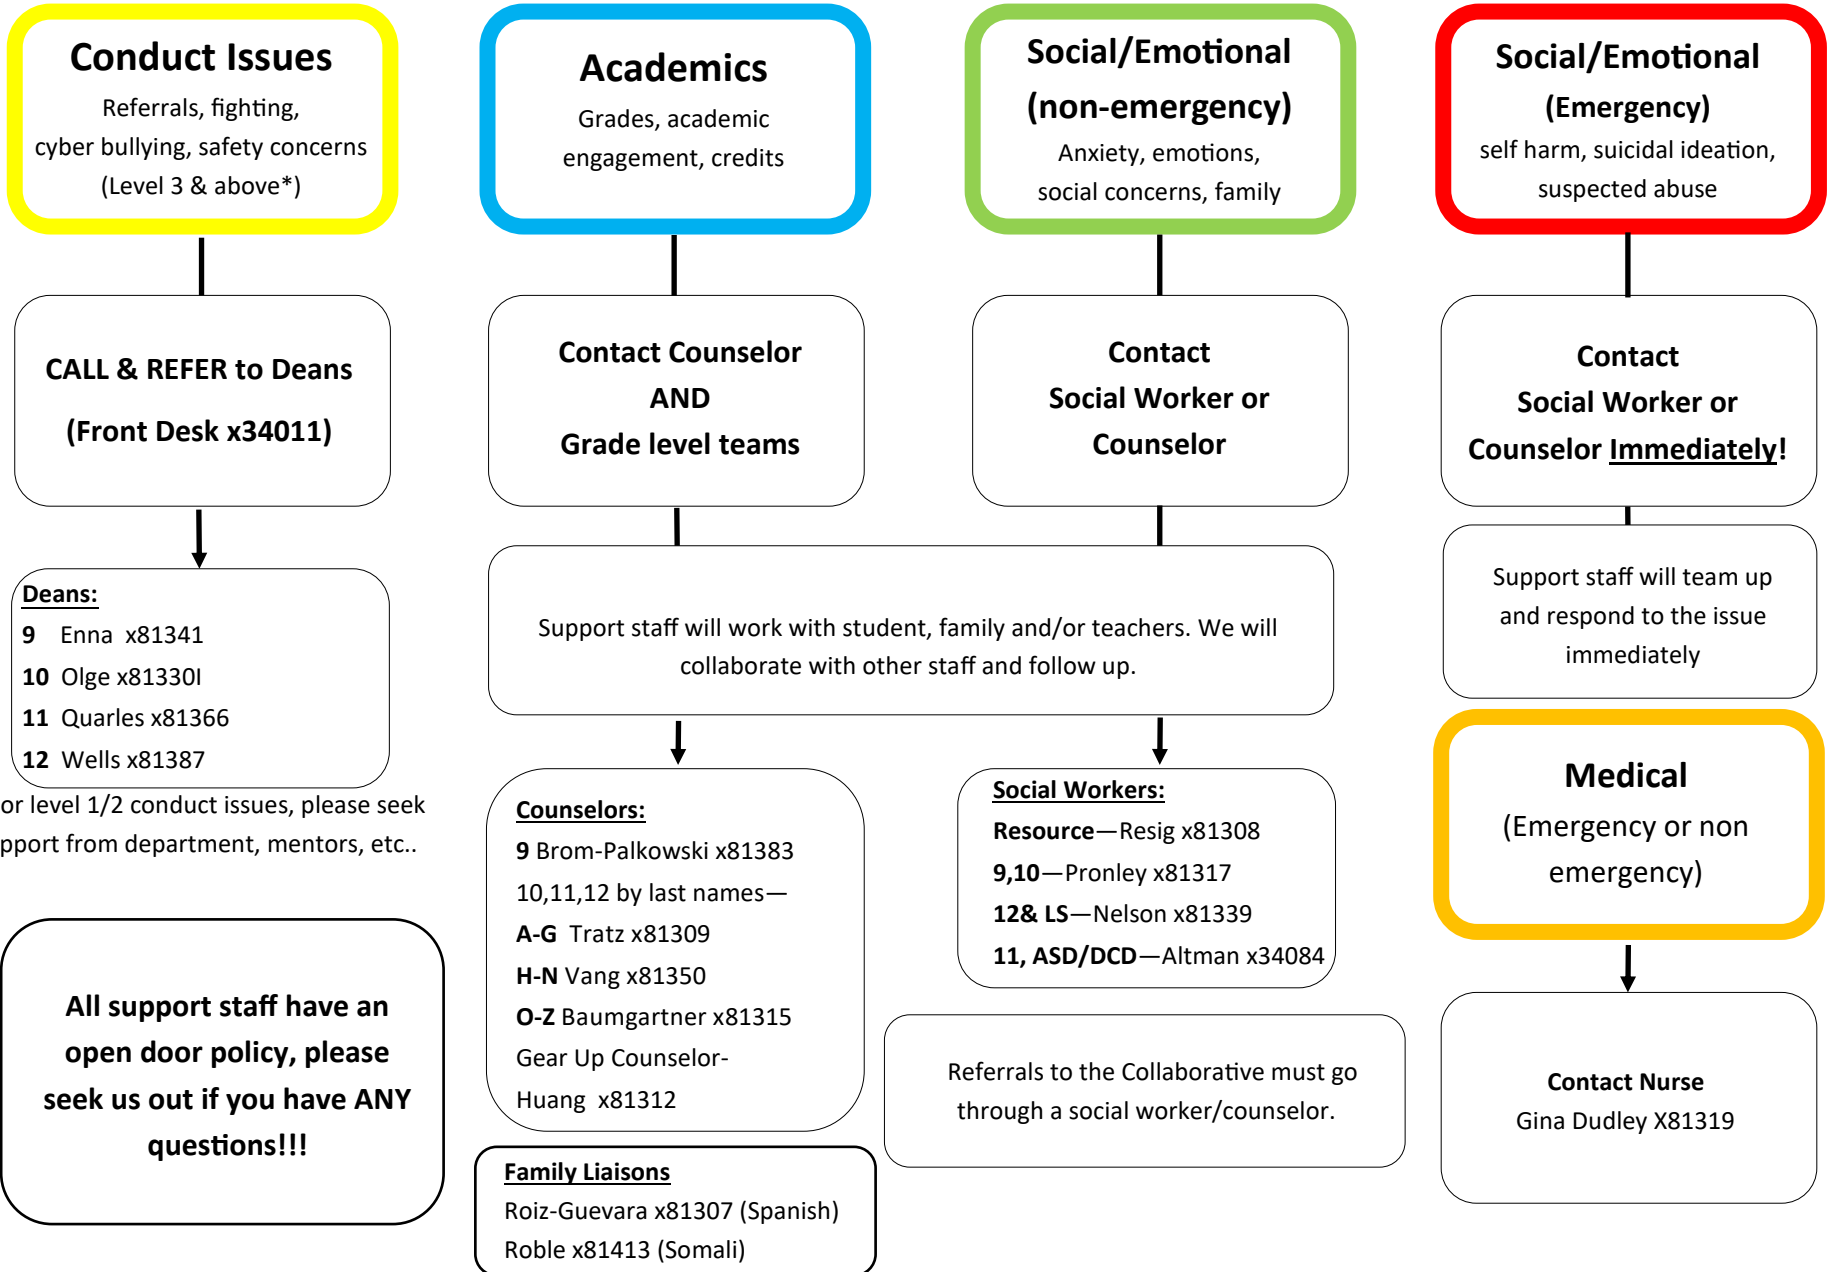 Conduct Issues
Referrals, fighting,
cyber bullying, safety concerns
(Level 3 & above*)
CALL & REFER to Deans
(Front Desk x34011)
Deans:
9 Enna x81341
10 Olge x81330I
11 Quarles x81366
12 Wells x81387
or level 1/2 conduct issues, please seek
pport from department, mentors, etc..
All support staff have an
open door policy, please
seek us out if you have ANY
questions!!!
Academics
Grades, academic
engagement, credits
Contact Counselor
AND
Grade level teams
Social/Emotional
(non-emergency)
Anxiety, emotions,
social concerns, family
Contact
Social Worker or
Counselor
Support staff will work with student, family and/or teachers. We will
collaborate with other staff and follow up.
Counselors:
9 Brom-Palkowski x81383
10,11,12 by last names—
A-G Tratz x81309
H-N Vang x81350
O-Z Baumgartner x81315
Gear Up Counselor-
Huang x81312
Family Liaisons
Roiz-Guevara x81307 (Spanish)
Roble x81413 (Somali)
Social Workers:
Resource—Resig x81308
9,10—Pronley x81317
12& LS—Nelson x81339
11, ASD/DCD—Altman x34084
Referrals to the Collaborative must go
through a social worker/counselor.
Social/Emotional
(Emergency)
self harm, suicidal ideation,
suspected abuse
Contact
Social Worker or
Counselor Immediately!
Support staff will team up
and respond to the issue
immediately
Medical
(Emergency or non
emergency)
Contact Nurse
Gina Dudley X81319